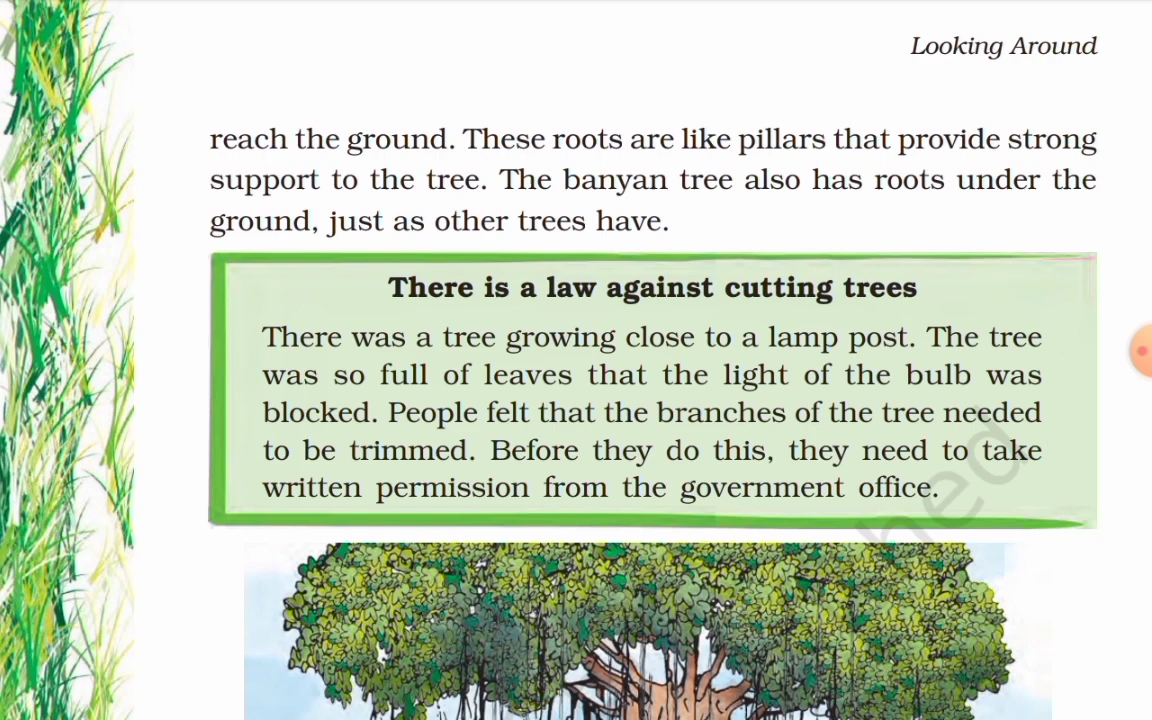 Looking Around
reach the ground. These roots are like pillars that provide strong
support to the tree. The banyan tree also has roots under the
ground, just as other trees have.
There is a law against cutting trees
There was a tree growing close to a lamp post. The tree
was so full of leaves that the light of the bulb was
blocked. People felt that the branches of the tree needed
to be trimmed. Before they do this, they need to take
written permission from the government office.
hed